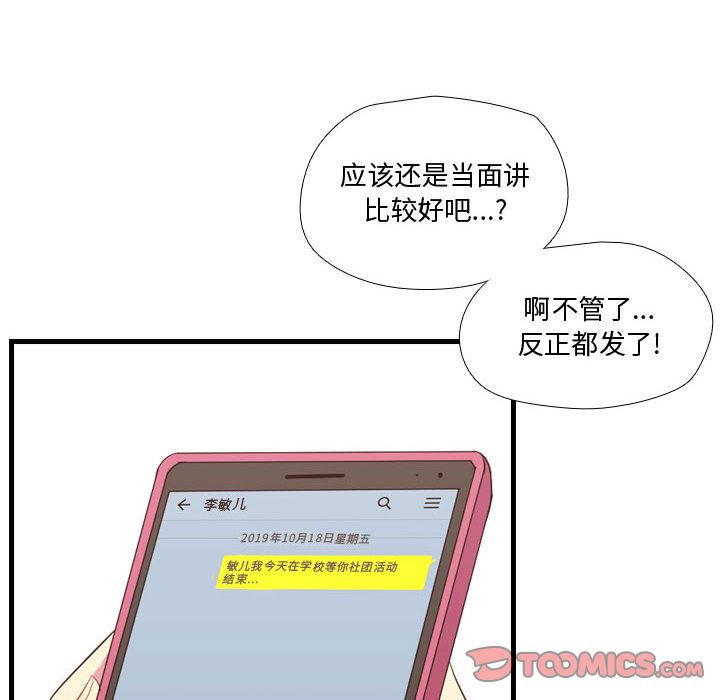 应该还是当面讲
比较好吧...?
啊不管了...
反正都发了!
李敏儿
2019年10月18日星期五
敏儿我今天在学校等你社团活动
结束...
TOOMICS.COM